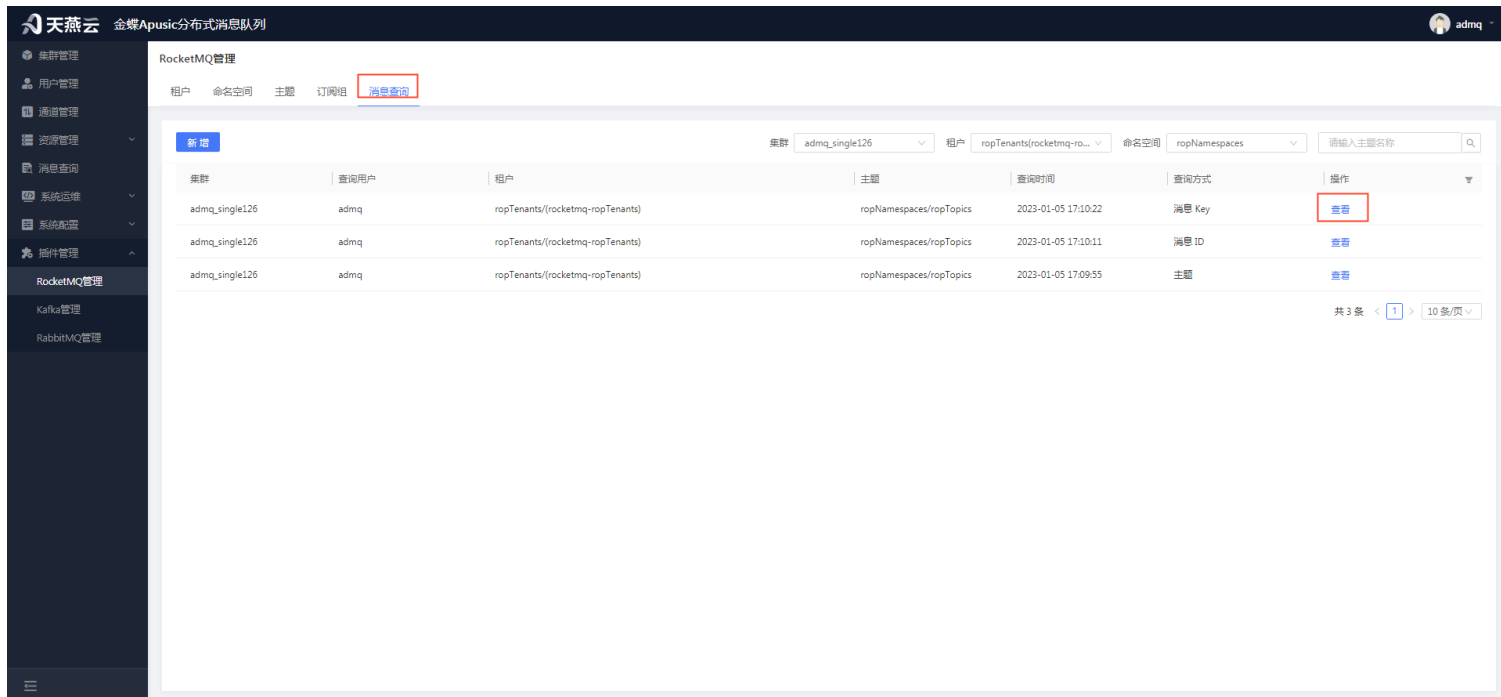 天燕云 金蝶Apusic分布式消息队列
admq
集群管理
用户管理
通道管理
资源管理
消息查询
系统运维
系统配置
插件管理
RocketMQ管理
Kafka管理
RabbitMQ管理
RocketMQ管理
租户 命名空间 主题 订阅组 消息查询
新增 集群 admq_single126 租户 ropTenants(rocketmq-ro... 命名空间 ropNamespaces 请输入主题名称
集群 查询用户 租户 主题 查询时间 查询方式 操作
admq_single126 admq ropTenants/(rocketmq-ropTenants) ropNamespaces/ropTopics 2023-01-05 17:10:22 消息 Key 查看
admq_single126 admq ropTenants/(rocketmq-ropTenants) ropNamespaces/ropTopics 2023-01-05 17:10:11 消息 ID 查看
admq_single126 admq ropTenants/(rocketmq-ropTenants) ropNamespaces/ropTopics 2023-01-05 17:09:55 主题 查看
共 3 条 < 1 > 10 条/页